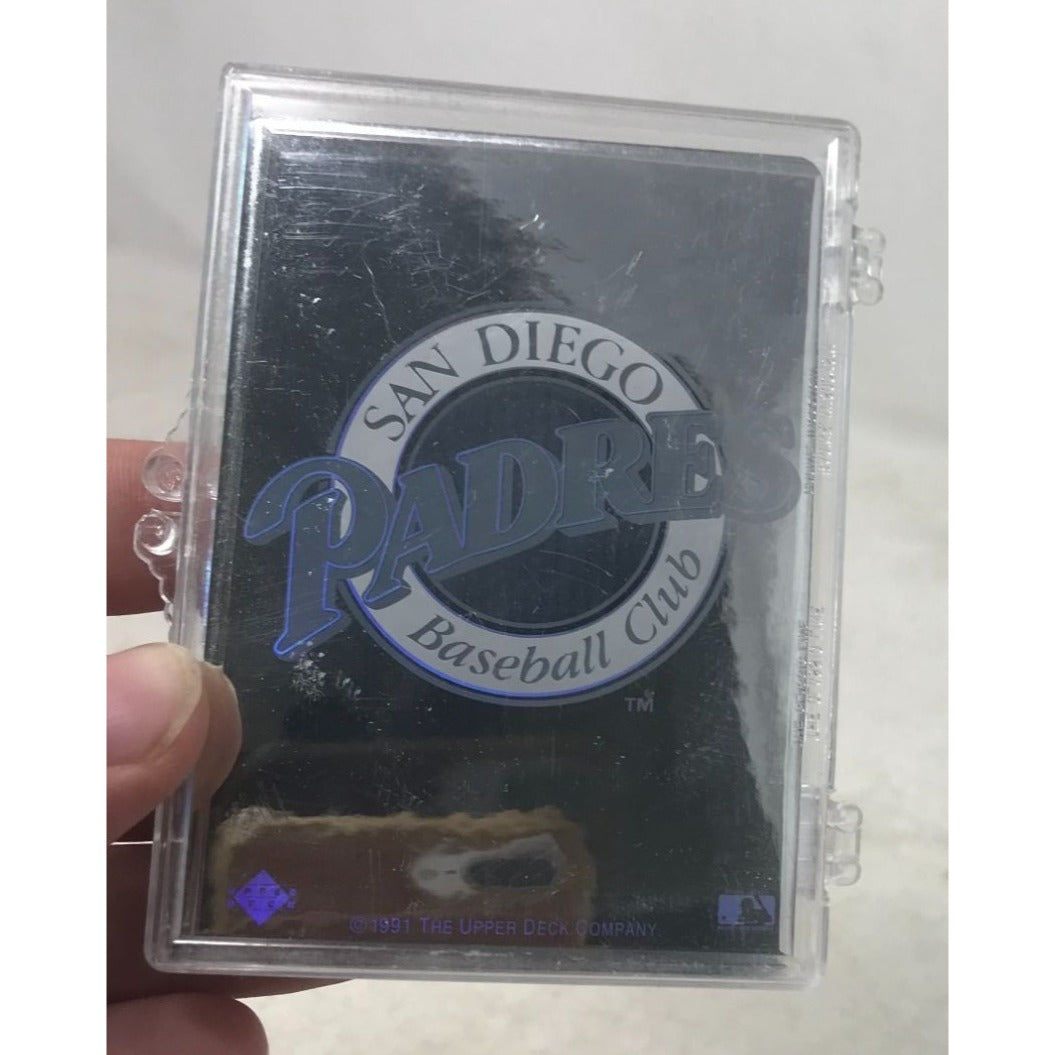 SAN DIEGO
PADRES
Baseball Club
TM
© 1991 THE UPPER DECK COMPANY